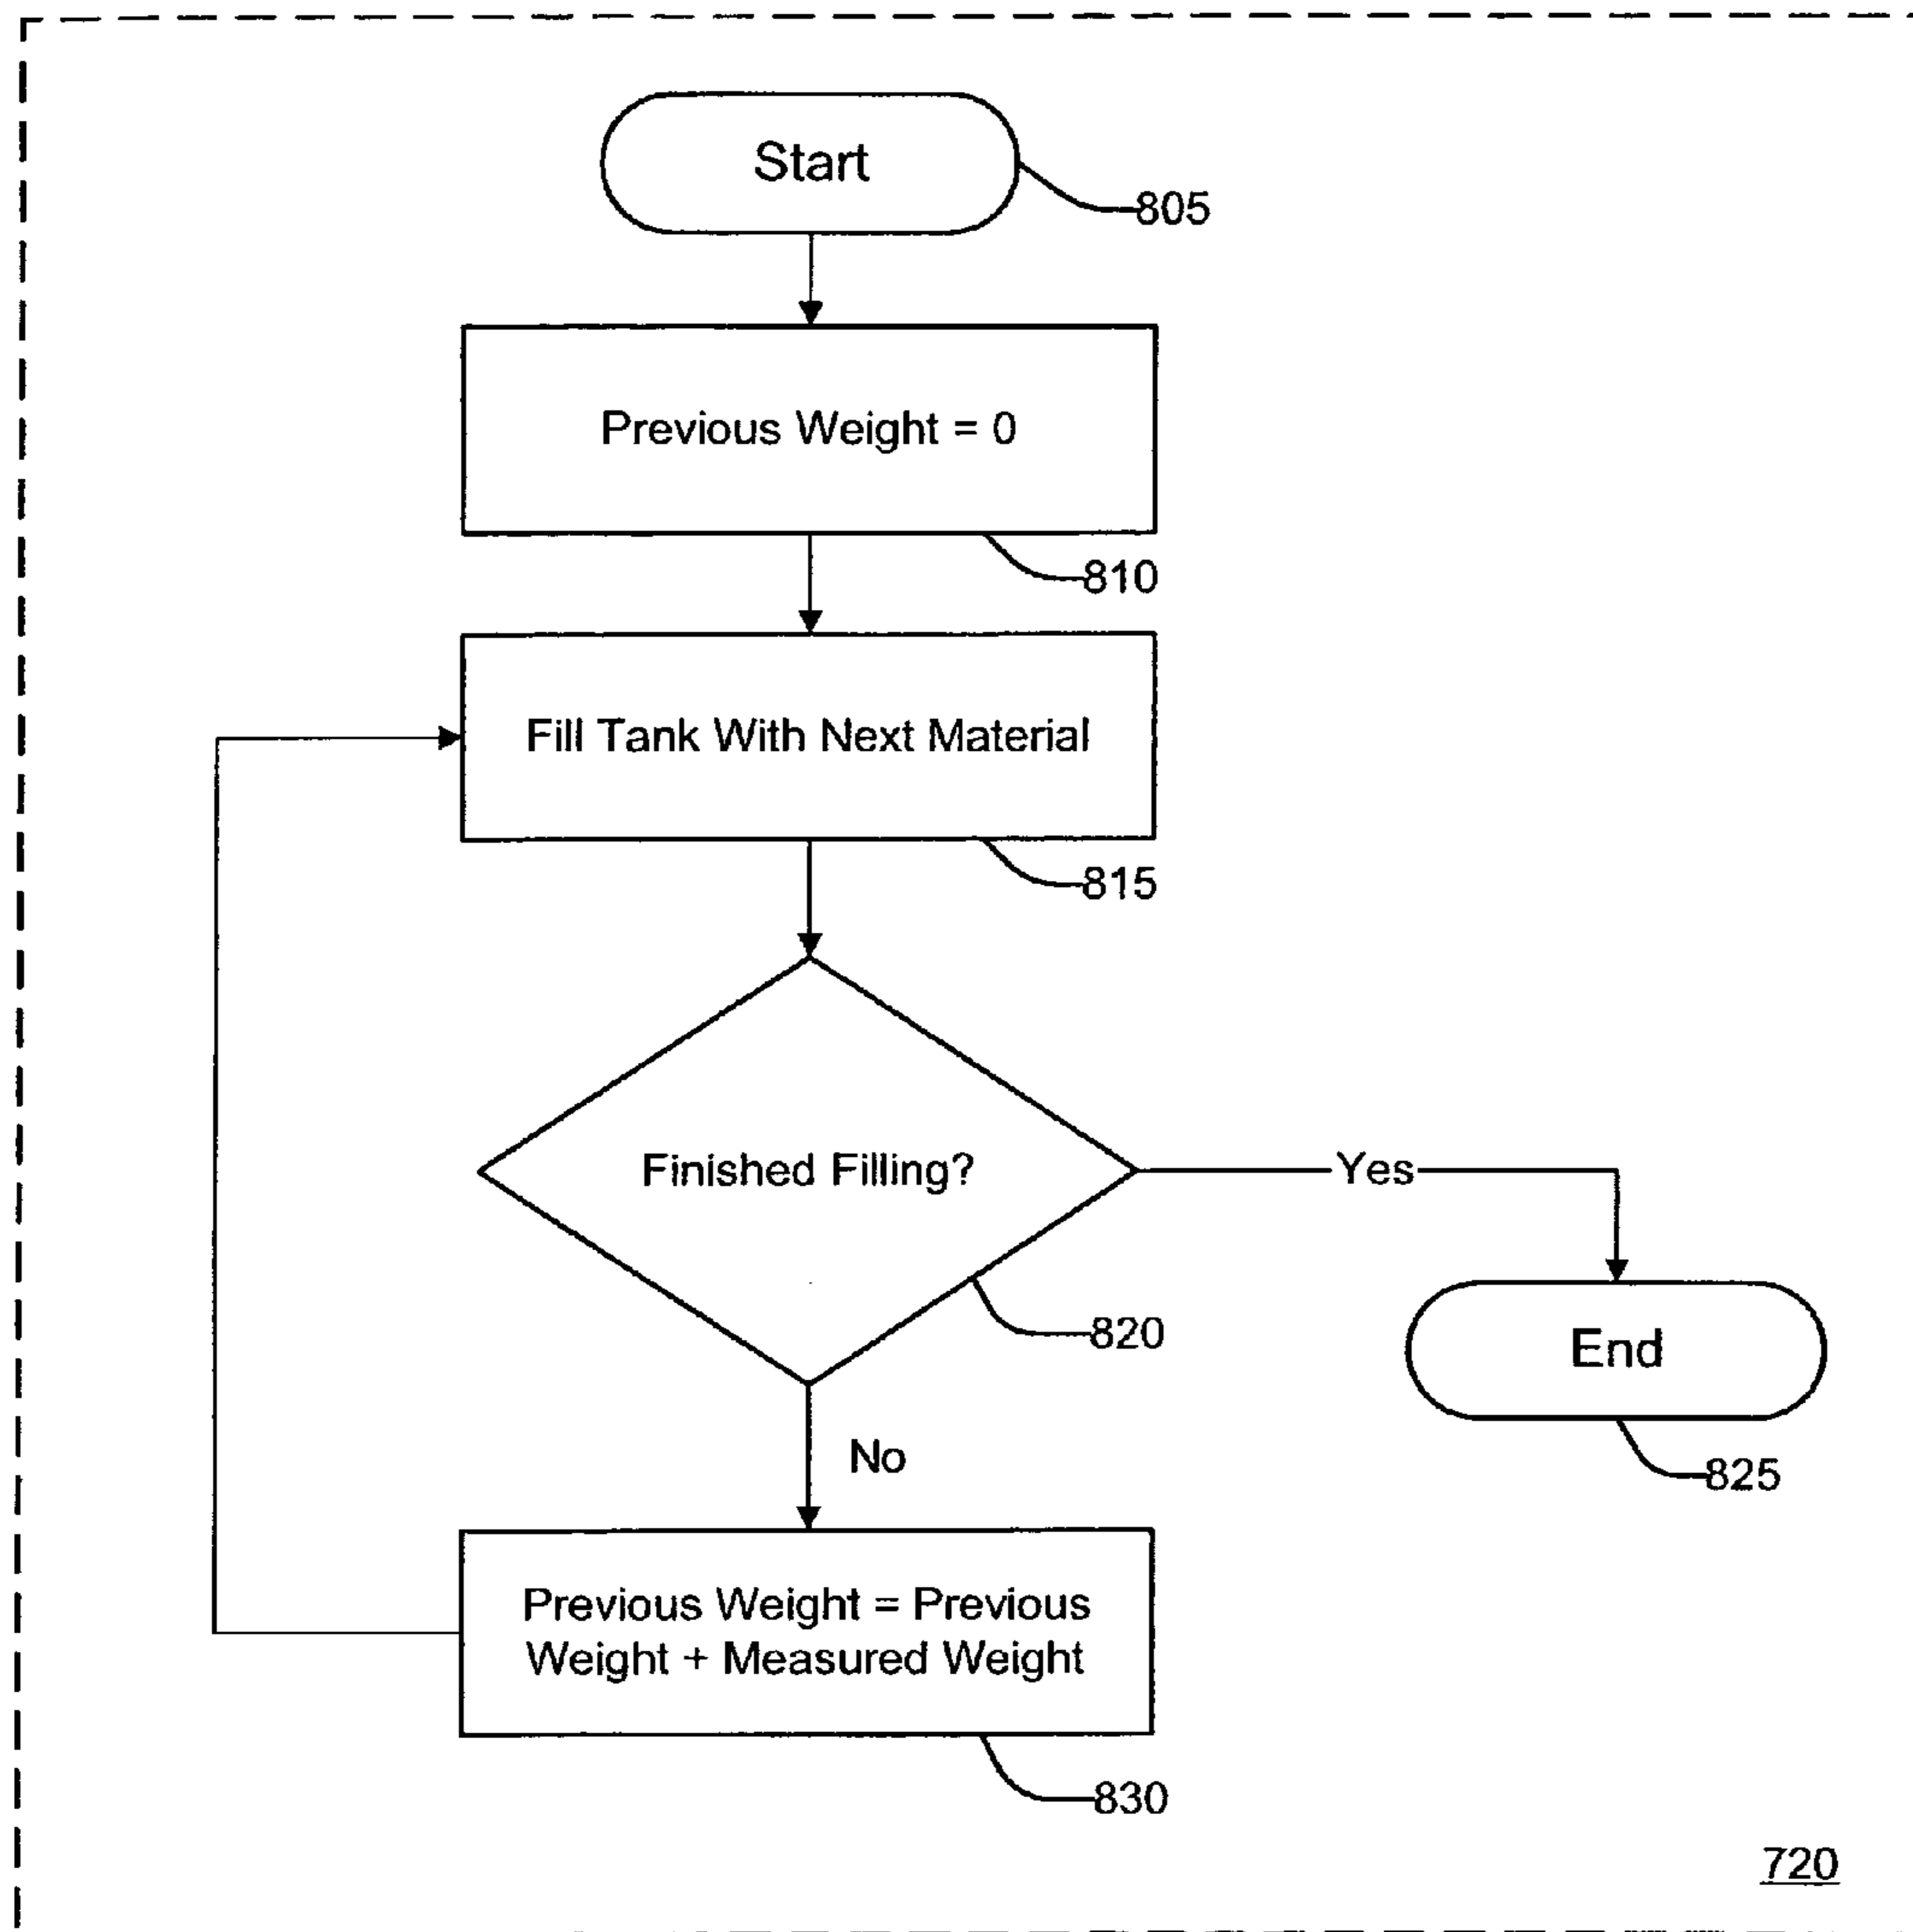 Start
805
Previous Weight = 0
810
Fill Tank With Next Material
815
Finished Filling?
Yes
820
End
No
825
Previous Weight = Previous
Weight + Measured Weight
830
720